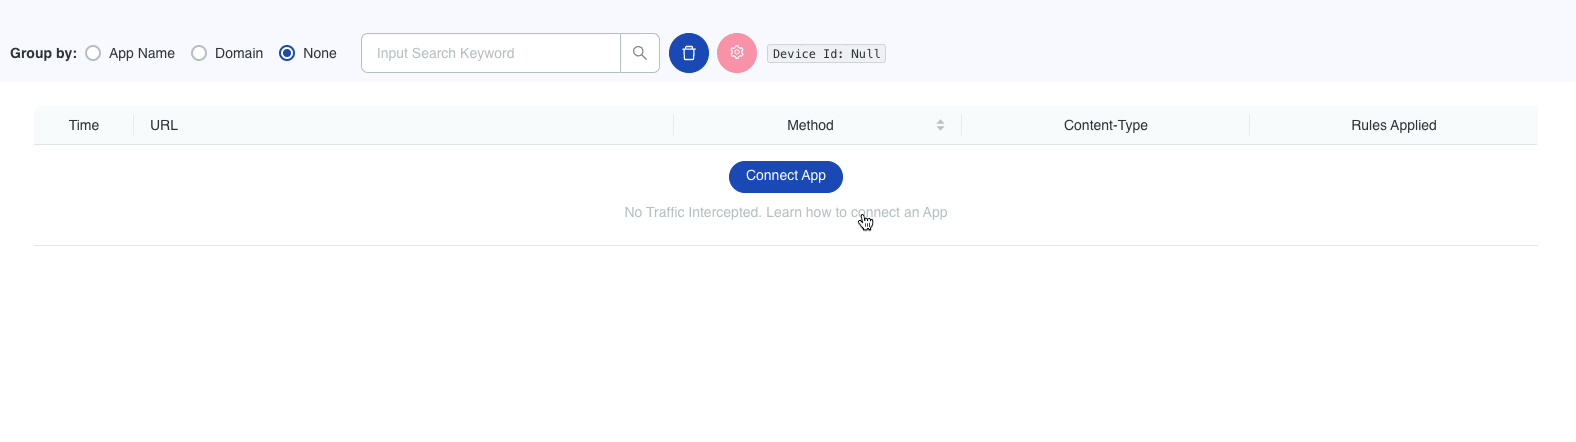 Group by: App Name Domain None Input Search Keyword Device Id: Null
Time URL Method Content-Type Rules Applied
Connect App
No Traffic Intercepted. Learn how to connect an App